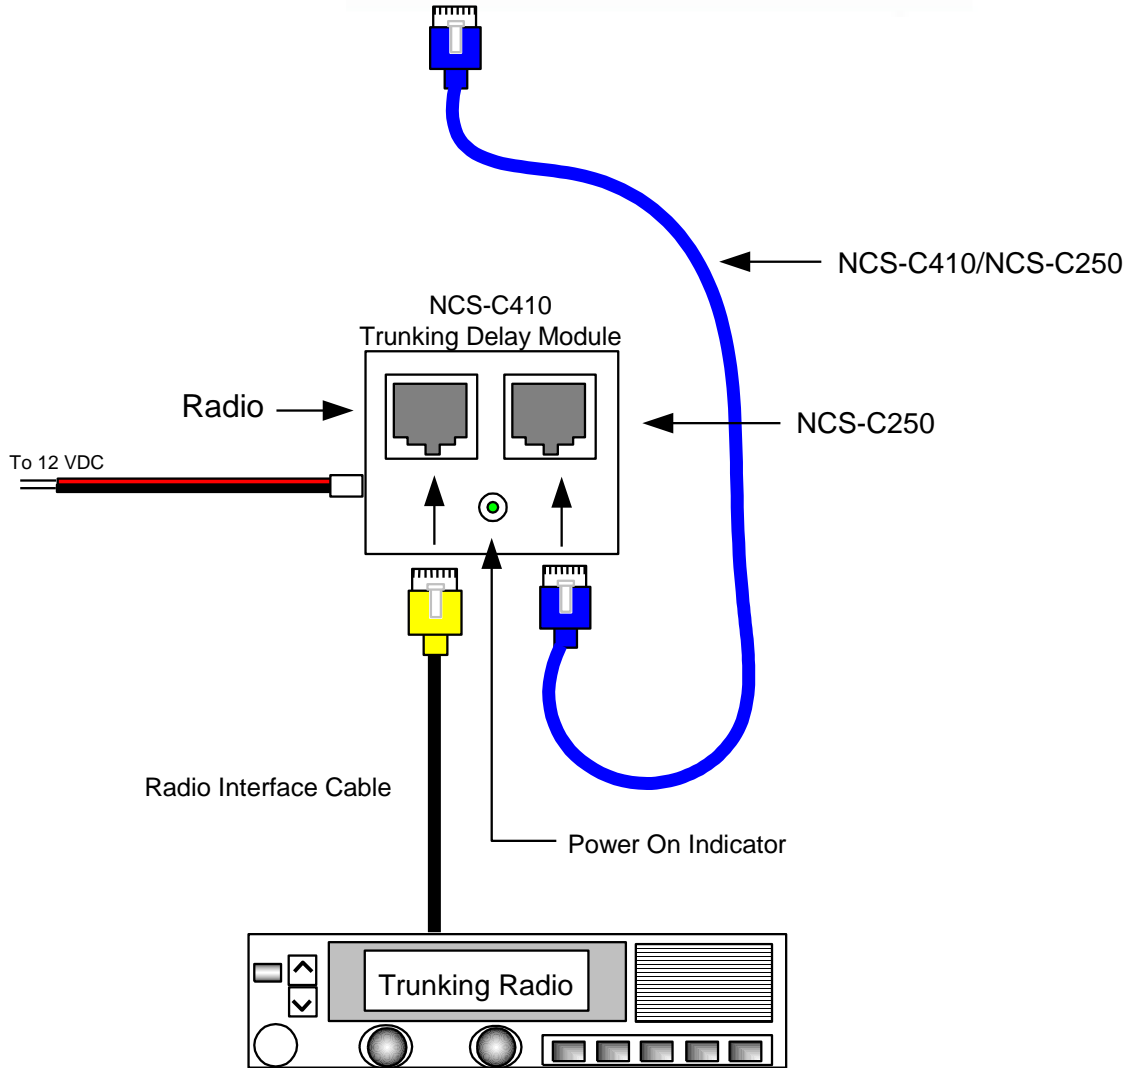 NCS-C410/NCS-C250
NCS-C410
Trunking Delay Module
Radio
NCS-C250
To 12 VDC
Radio Interface Cable
Power On Indicator
Trunking Radio